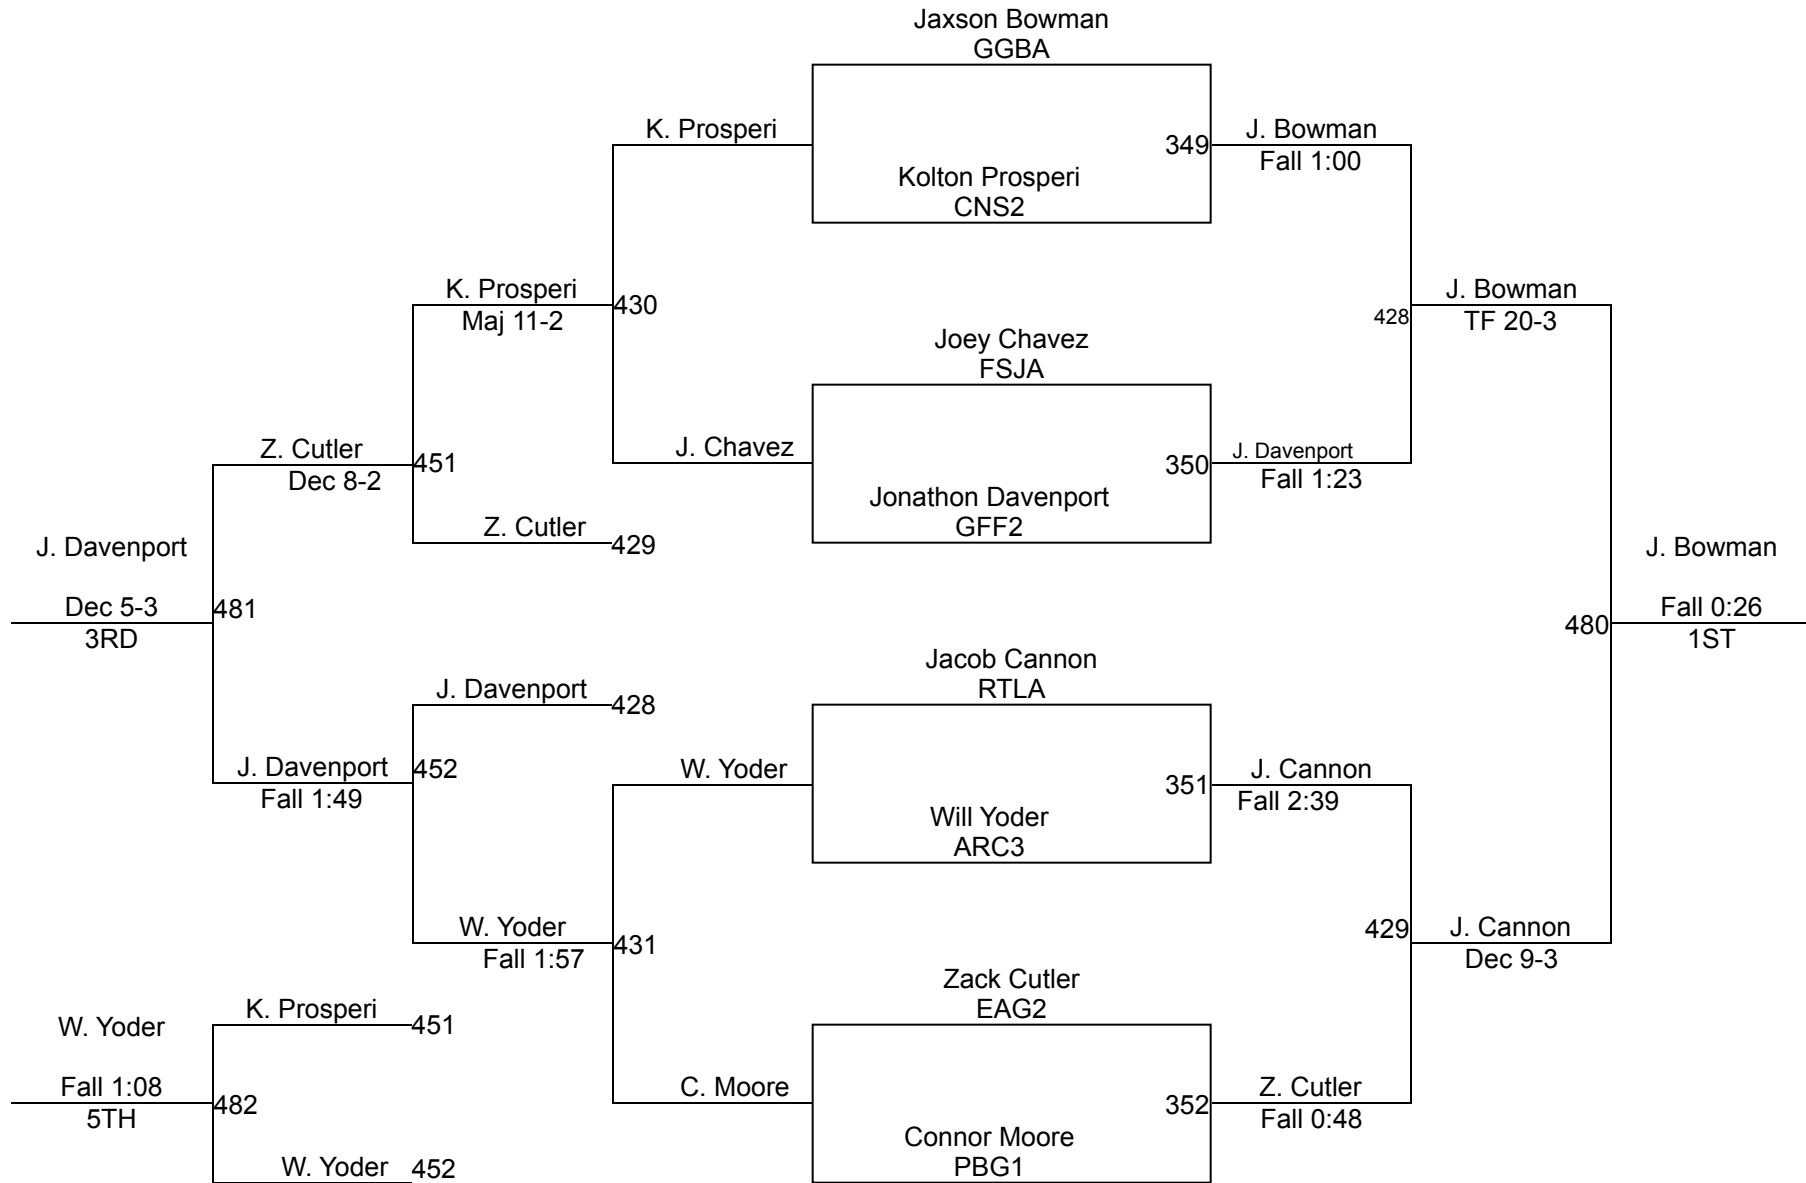 Jaxson Bowman
GGBA
K. Prosperi
349
J. Bowman
Fall 1:00
Kolton Prosperi
CNS2
K. Prosperi
Maj 11-2
430
428
J. Bowman
TF 20-3
Joey Chavez
FSJA
Z. Cutler
Dec 8-2
451
J. Chavez
350
J. Davenport
Fall 1:23
Jonathon Davenport
GFF2
Z. Cutler
429
J. Davenport
Dec 5-3
3RD
481
J. Bowman
480
Fall 0:26
1ST
Jacob Cannon
RTLA
J. Davenport
428
J. Davenport
Fall 1:49
452
W. Yoder
351
J. Cannon
Fall 2:39
Will Yoder
ARC3
W. Yoder
Fall 1:57
431
429
J. Cannon
Dec 9-3
Zack Cutler
EAG2
K. Prosperi
451
W. Yoder
Fall 1:08
5TH
482
C. Moore
352
Z. Cutler
Fall 0:48
Connor Moore
PBG1
W. Yoder
452